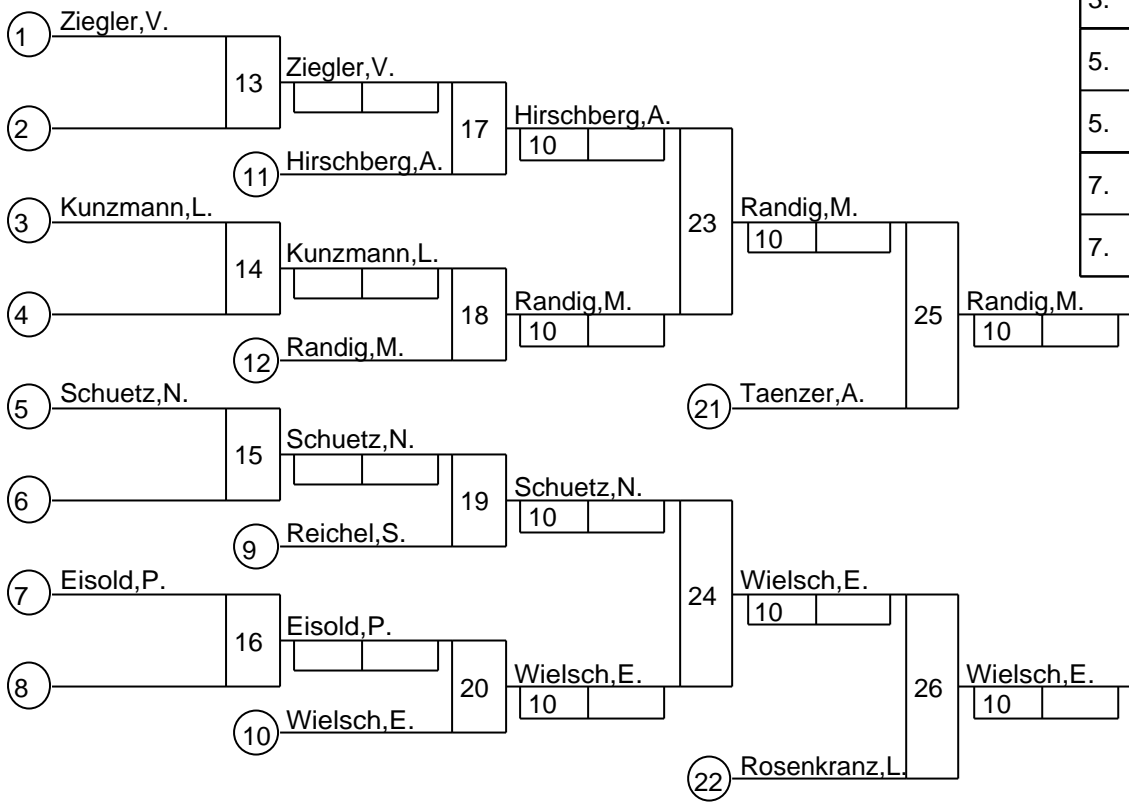 3.
1 Ziegler,V.
5.
13 Ziegler,V.
5.
2
17 Hirschberg,A.
10
11 Hirschberg,A.
7.
3 Kunzmann,L.
23 Randig,M.
10
7.
14 Kunzmann,L.
4
18 Randig,M.
10
25 Randig,M.
10
12 Randig,M.
5 Schuetz,N.
21 Taenzer,A.
15 Schuetz,N.
6
19 Schuetz,N.
10
9 Reichel,S.
7 Eisold,P.
24 Wielsch,E.
10
16 Eisold,P.
8
20 Wielsch,E.
10
26 Wielsch,E.
10
10 Wielsch,E.
22 Rosenkranz,L.